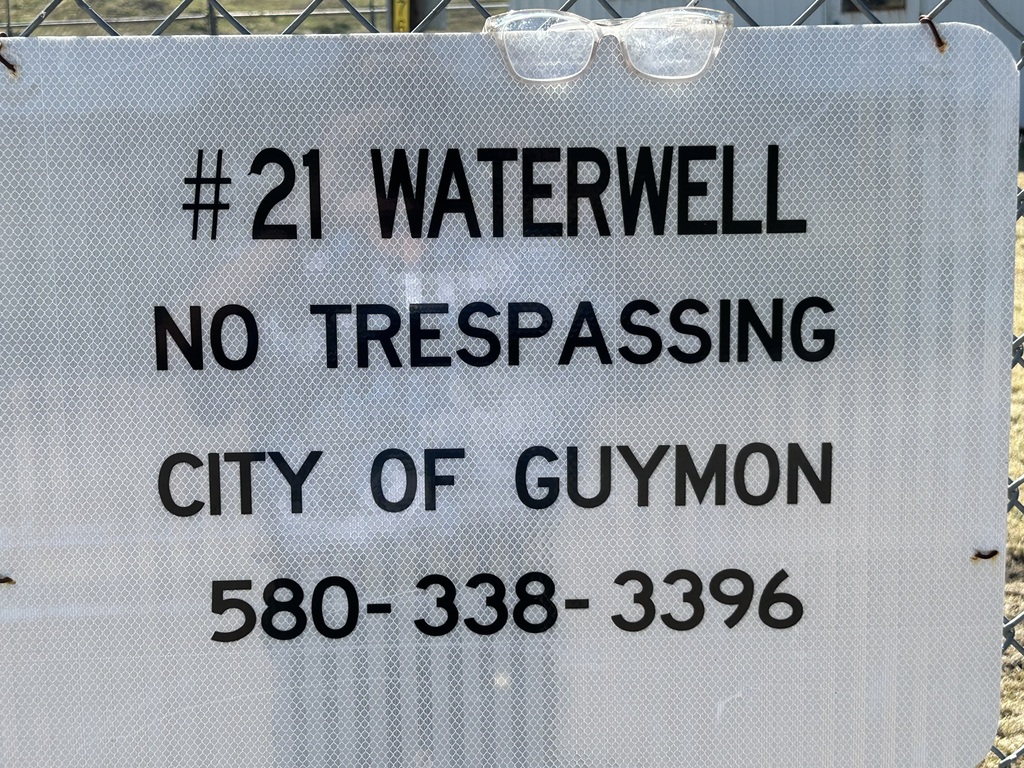 #21 WATERWELL
NO TRESPASSING
CITY OF GUYMON
580-338-3396